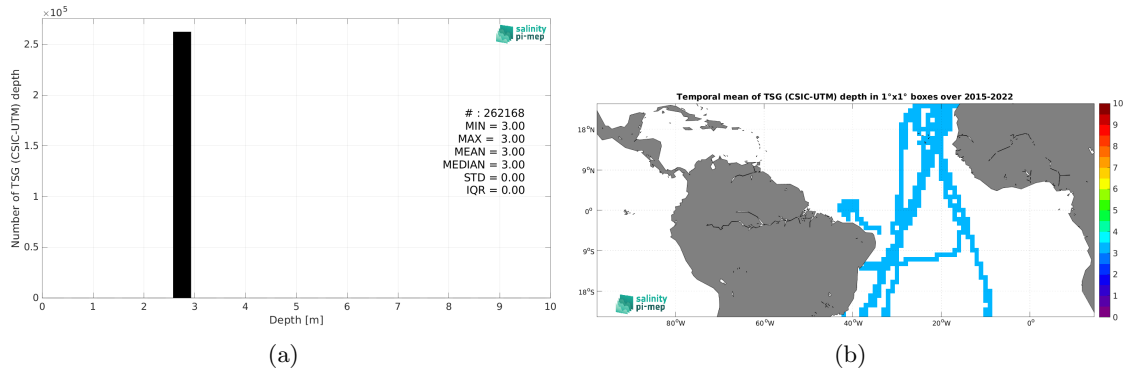 ×10⁵
2.5
2
1.5
1
0.5
0
Number of TSG (CSIC-UTM) depth
salinity
pi-mep
# : 262168
MIN = 3.00
MAX = 3.00
MEAN = 3.00
MEDIAN = 3.00
STD = 0.00
IQR = 0.00
0 1 2 3 4 5 6 7 8 9 10
Depth [m]
(a)
Temporal mean of TSG (CSIC-UTM) depth in 1°x1° boxes over 2015-2022
18°N
9°N
0°
9°S
18°S
salinity
pi-mep
80°W 60°W 40°W 20°W 0°
10
9
8
7
6
5
4
3
2
1
0
(b)